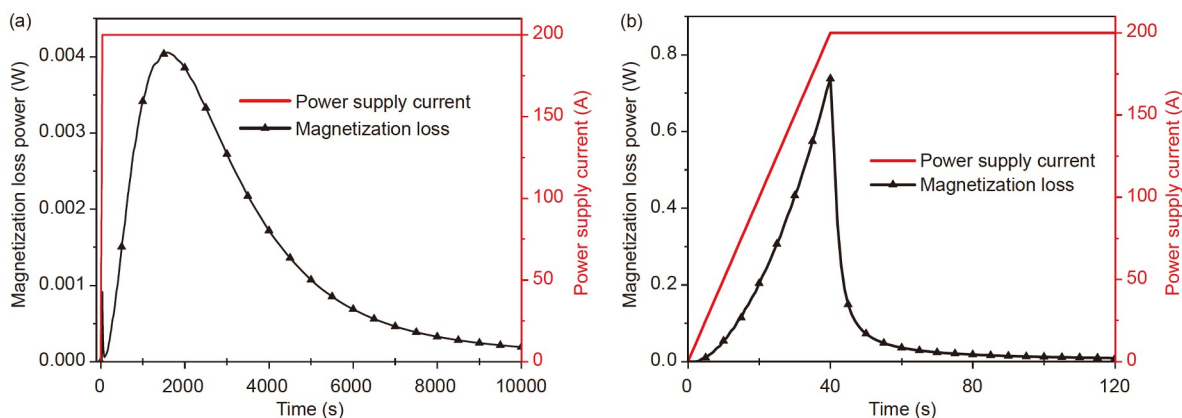 (a)
Magnetization loss power (W)
0.004
0.003
0.002
0.001
0.000
Power supply current
Magnetization loss
200
150
100
50
0
Power supply current (A)
0 2000 4000 6000 8000 10000
Time (s)
(b)
Magnetization loss power (W)
0.8
0.6
0.4
0.2
0.0
Power supply current
Magnetization loss
200
150
100
50
0
Power supply current (A)
0 40 80 120
Time (s)